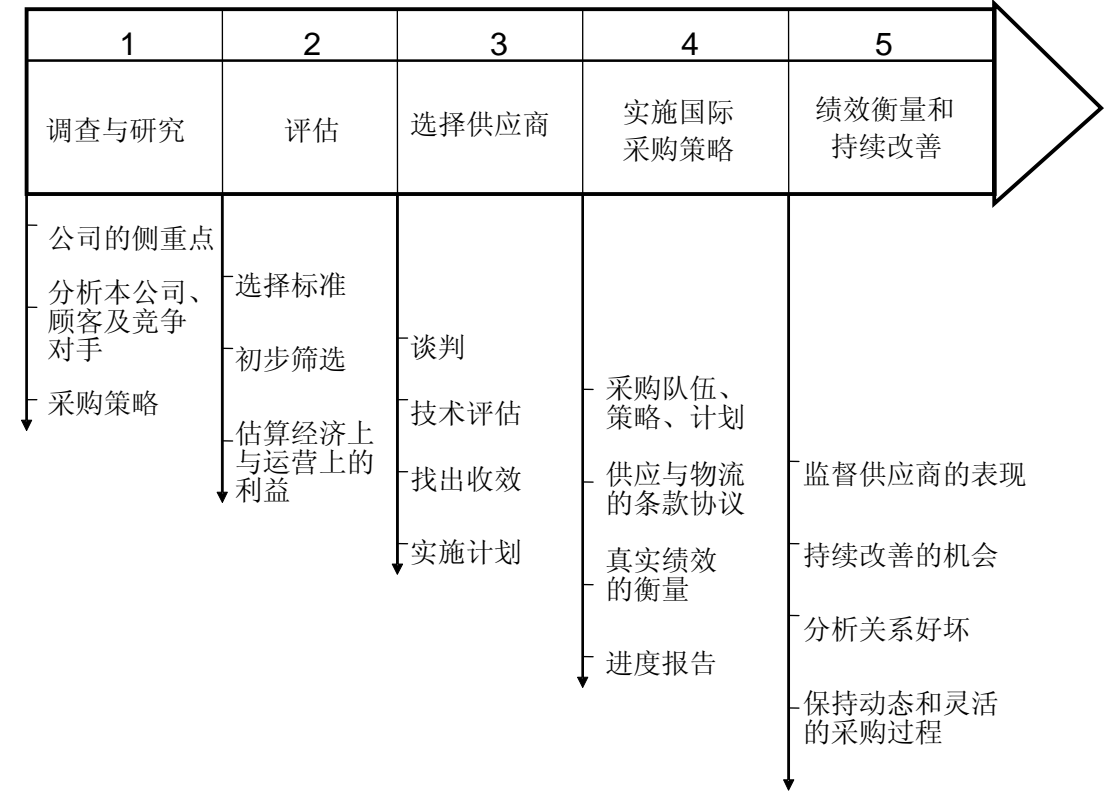 1
2
3
4
5
调查与研究
评估
选择供应商
实施国际
采购策略
绩效衡量和
持续改善
公司的侧重点
分析本公司、
顾客及竞争
对手
采购策略
选择标准
初步筛选
估算经济上
与运营上的
利益
谈判
技术评估
找出收效
实施计划
采购队伍、
策略、计划
供应与物流
的条款协议
真实绩效
的衡量
进度报告
监督供应商的表现
持续改善的机会
分析关系好坏
保持动态和灵活
的采购过程